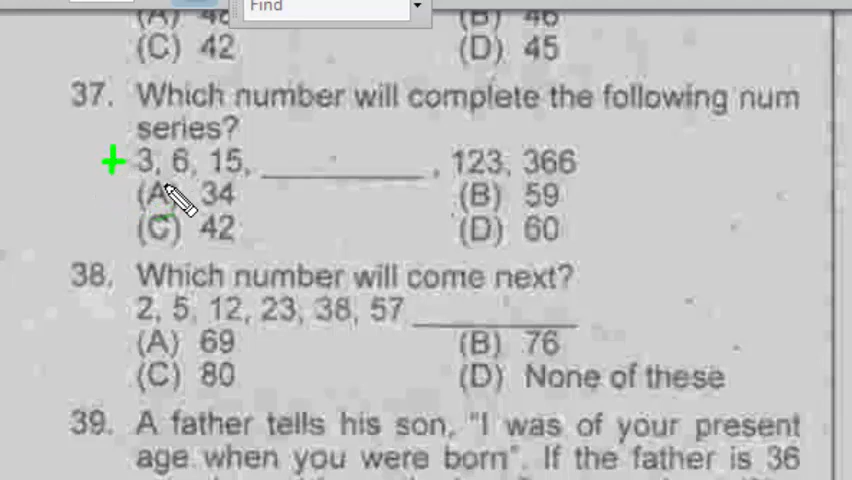 Find
(A) 48 (B) 46
(C) 42 (D) 45
37. Which number will complete the following num
series?
3, 6, 15, __________, 123, 366
(A) 34 (B) 59
(C) 42 (D) 60
38. Which number will come next?
2, 5, 12, 23, 38, 57 __________
(A) 69 (B) 76
(C) 80 (D) None of these
39. A father tells his son, "I was of your present
age when you were born". If the father is 36